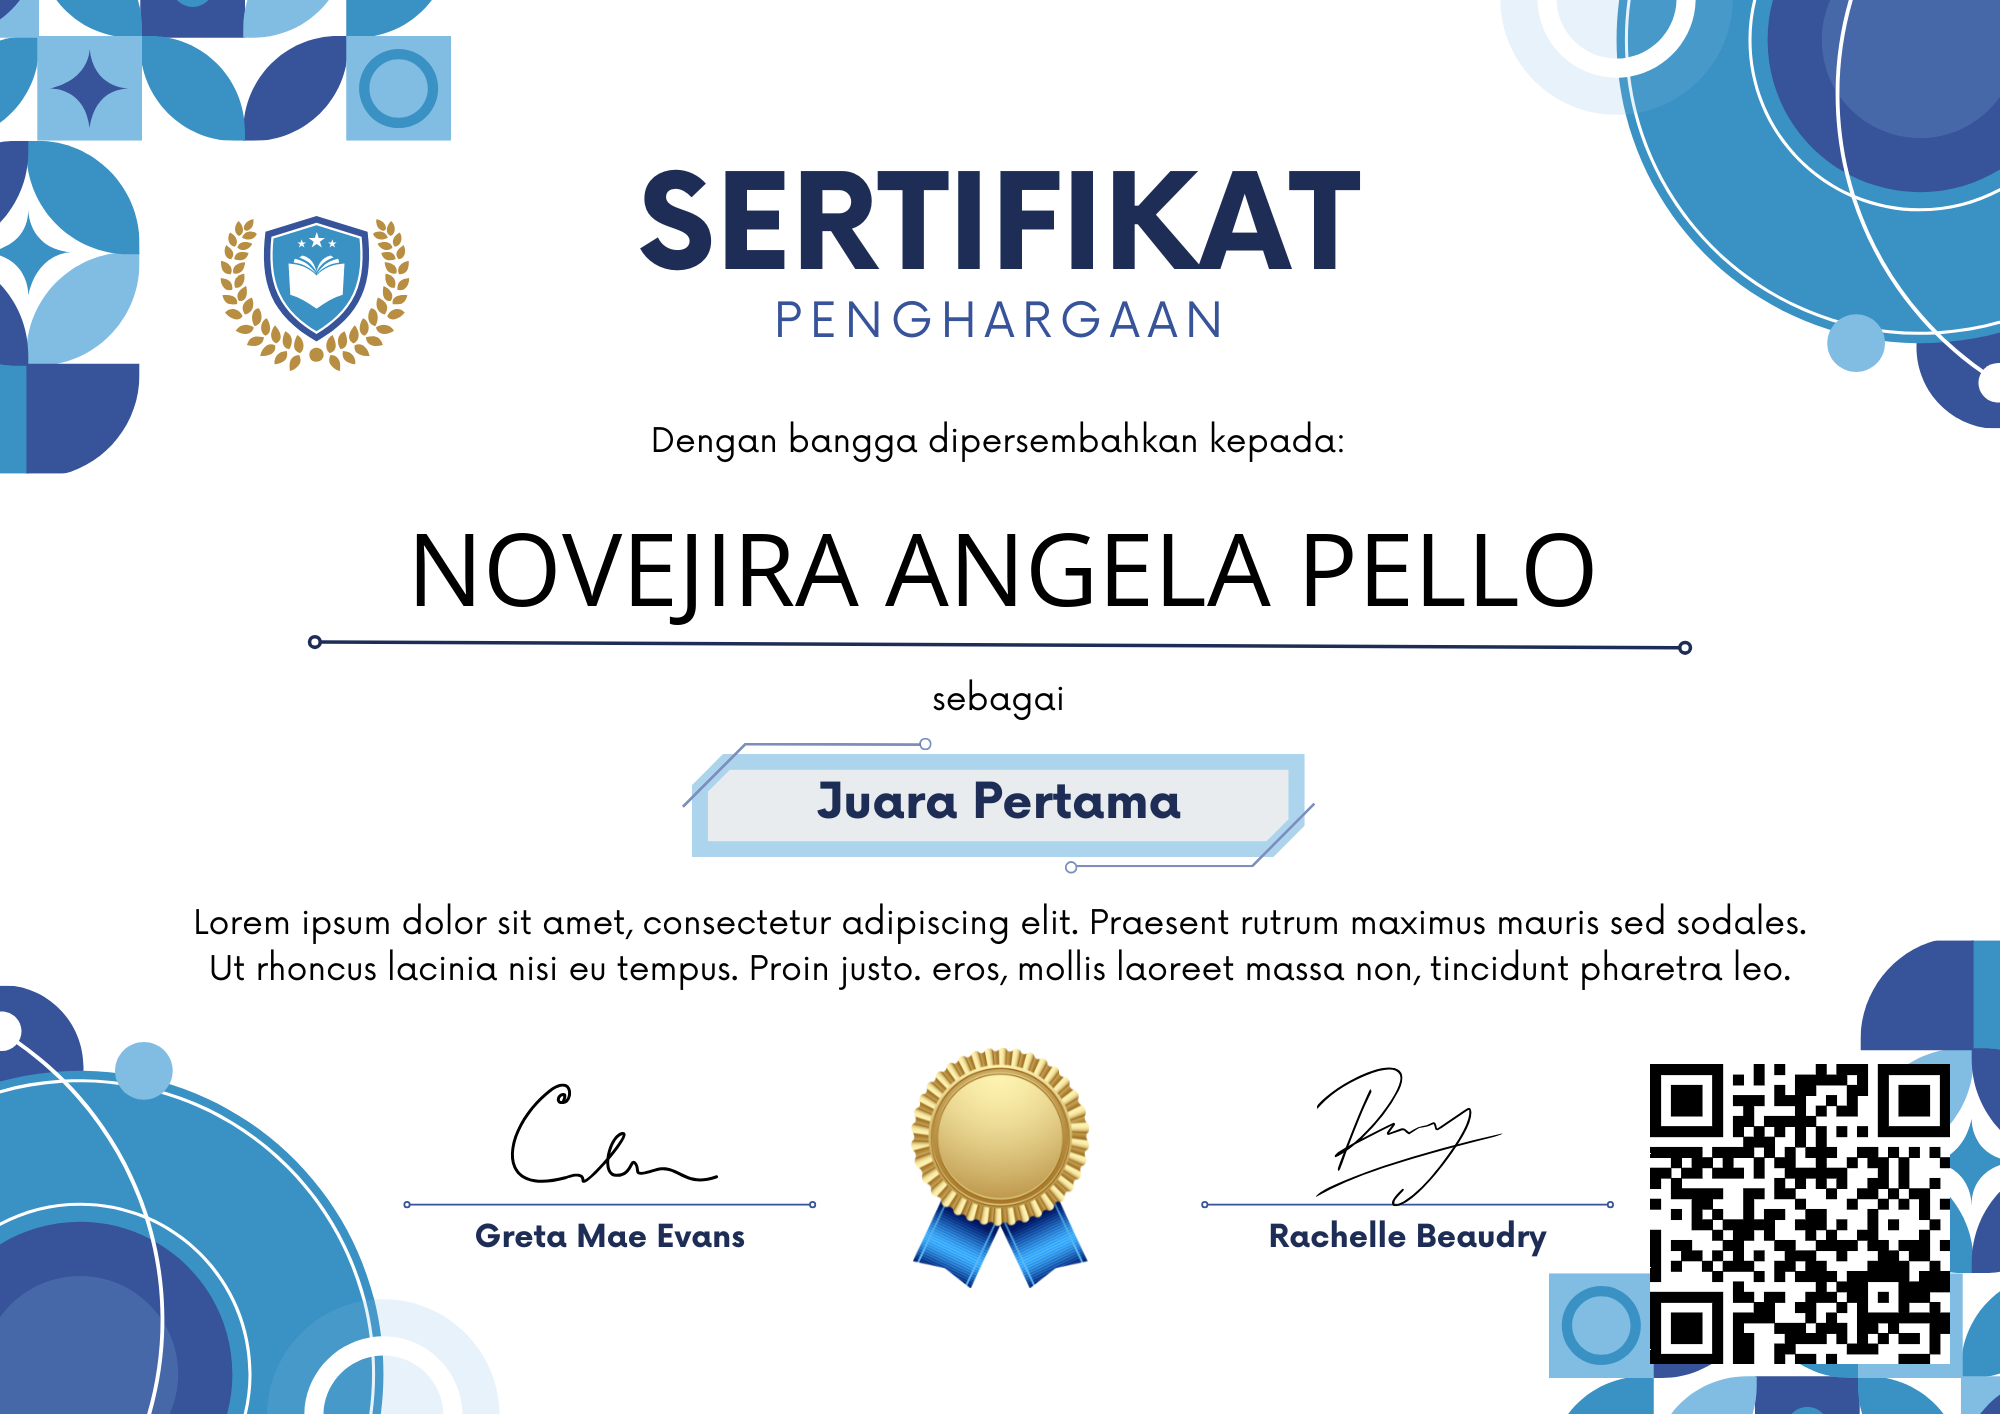 SERTIFIKAT
PENGHARGAAN
Dengan bangga dipersembahkan kepada:
NOVEJIRA ANGELA PELLO
sebagai
Juara Pertama
Lorem ipsum dolor sit amet, consectetur adipiscing elit. Praesent rutrum maximus mauris sed sodales.
Ut rhoncus lacinia nisi eu tempus. Proin justo. eros, mollis laoreet massa non, tincidunt pharetra leo.
Greta Mae Evans
Rachelle Beaudry